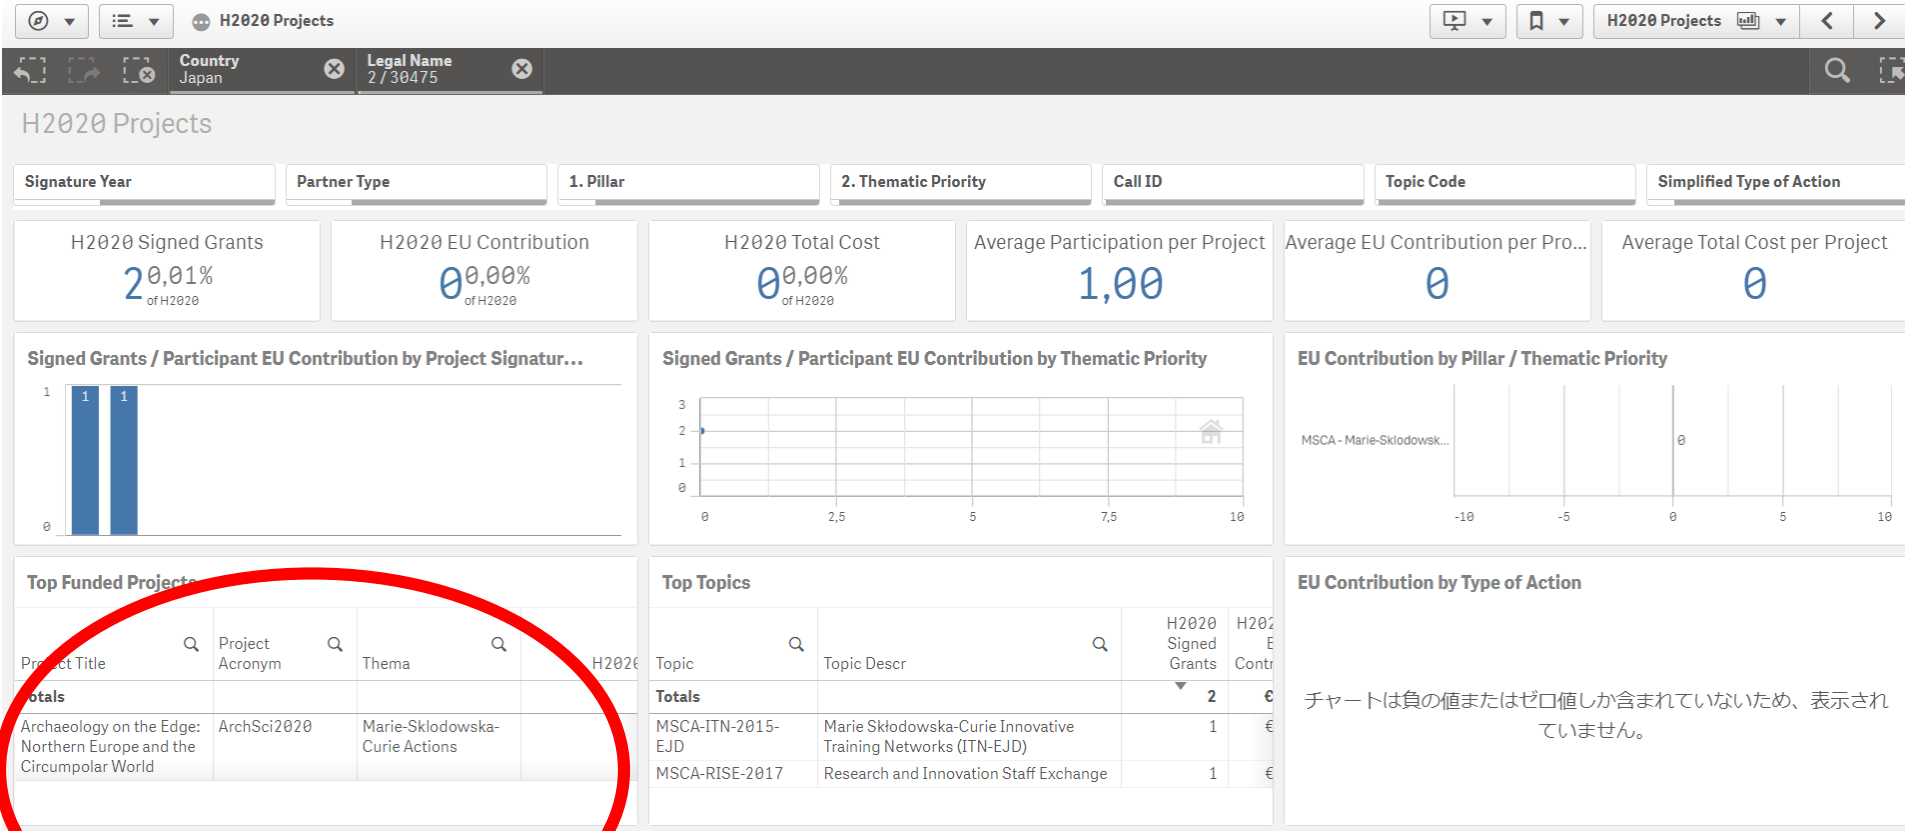 H2020 Projects
H2020 Projects
Country
Japan
Legal Name
2/30475
H2020 Projects
Signature Year
Partner Type
1. Pillar
2. Thematic Priority
Call ID
Topic Code
Simplified Type of Action
H2020 Signed Grants
2 0,01%
of H2020
H2020 EU Contribution
0 0,00%
of H2020
H2020 Total Cost
0 0,00%
of H2020
Average Participation per Project
1,00
Average EU Contribution per Pro...
0
Average Total Cost per Project
0
Signed Grants / Participant EU Contribution by Project Signatur...
1
1 1
0
Signed Grants / Participant EU Contribution by Thematic Priority
3
2
1
0
0 2,5 5 7,5 10
EU Contribution by Pillar / Thematic Priority
MSCA - Marie-Sklodowsk...
0
-10 -5 0 5 10
Top Funded Projects
Project Title
Project
Acronym
Thema
H2020
Totals
Archaeology on the Edge:
Northern Europe and the
Circumpolar World
ArchSci2020
Marie-Sklodowska-
Curie Actions
Top Topics
Topic
Topic Descr
H2020
Signed
Grants
H202
E
Contr
Totals 2 €
MSCA-ITN-2015-
EJD
Marie Skłodowska-Curie Innovative
Training Networks (ITN-EJD)
1 €
MSCA-RISE-2017 Research and Innovation Staff Exchange 1 €
EU Contribution by Type of Action
チャートは負の値またはゼロ値しか含まれていないため、表示され
ていません。